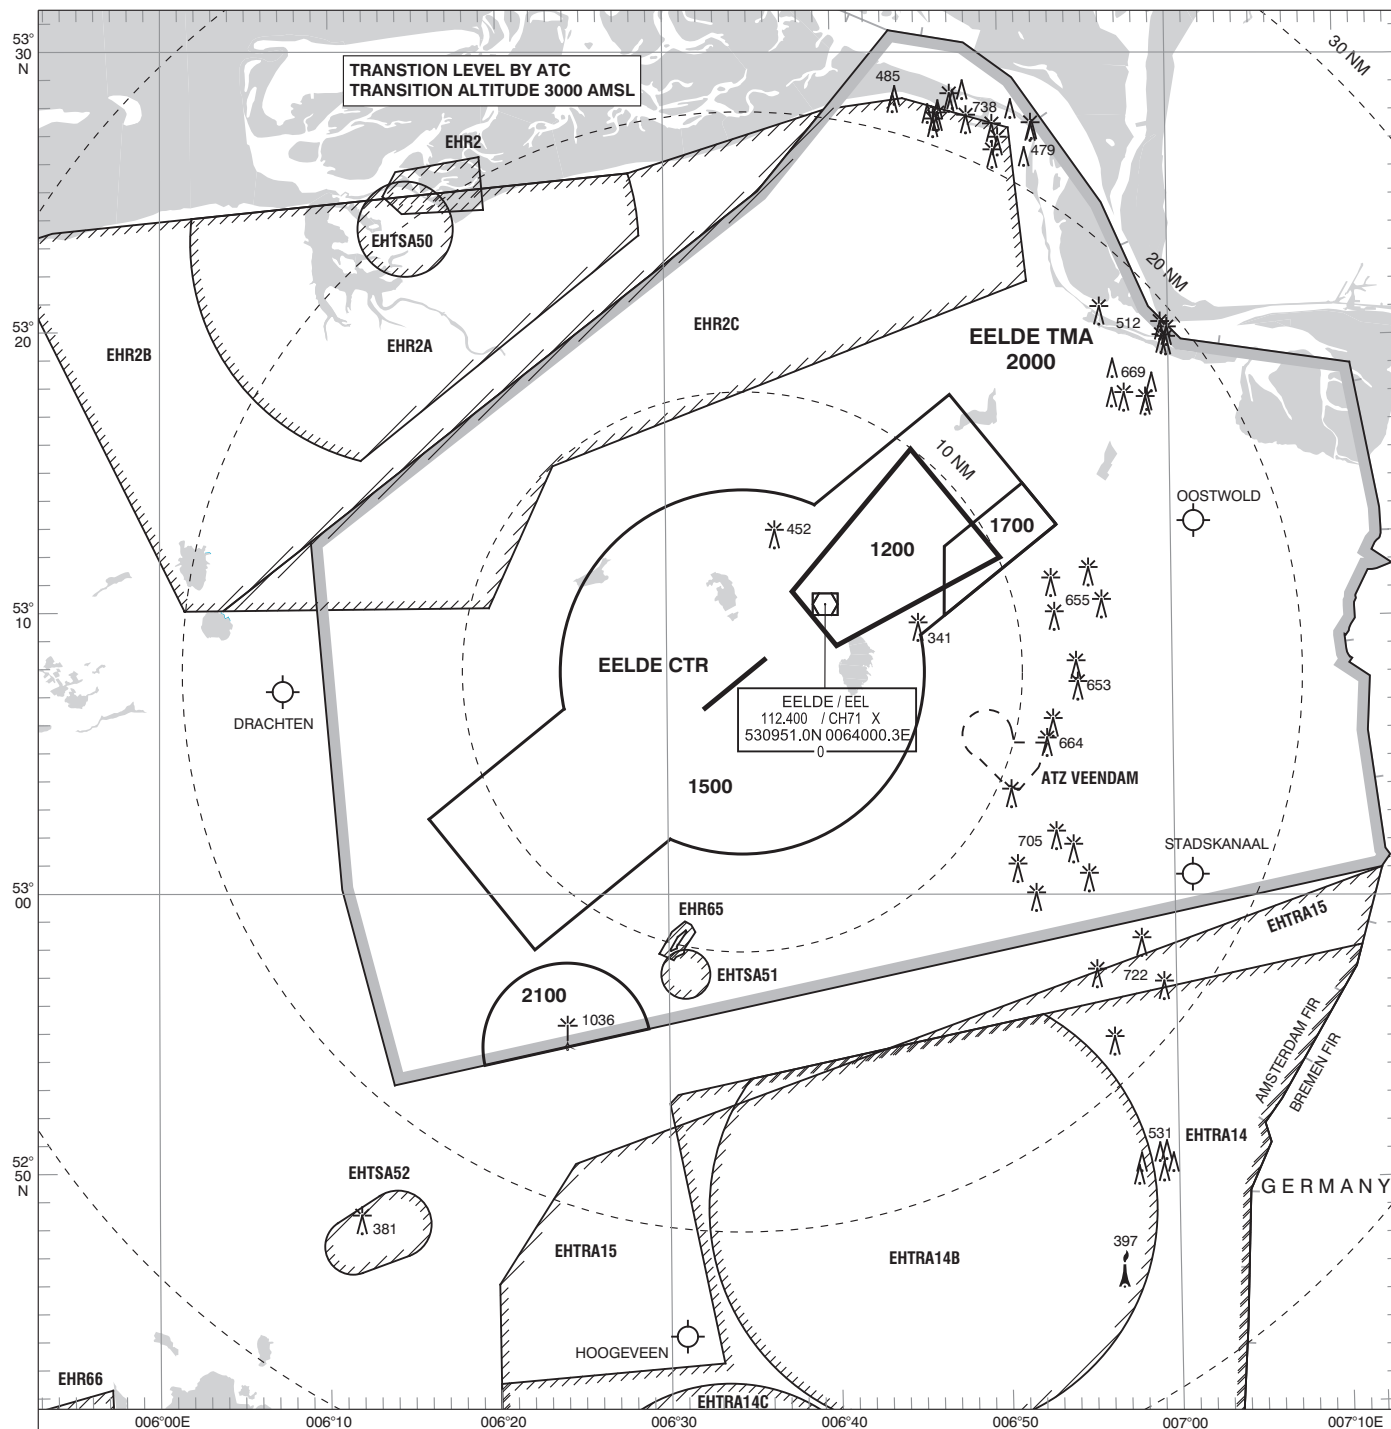 53°
30
N
TRANSTION LEVEL BY ATC
TRANSITION ALTITUDE 3000 AMSL
30 NM
485
738
479
EHR2
EHTSA50
20 NM
512
53°
20
EHR2B
EHR2A
EHR2C
EELDE TMA
2000
669
10 NM
OOSTWOLD
452
1200
1700
53°
10
655
341
EELDE CTR
653
DRACHTEN
EELDE / EEL
112.400 / CH71 X
530951.0N 0064000.3E
0
664
ATZ VEENDAM
1500
705
STADSKANAAL
53°
00
EHR65
EHTRA15
EHTSA51
722
2100
1036
AMSTERDAM FIR
BREMEN FIR
531
EHTRA14
52°
50
N
EHTSA52
GERMANY
381
EHTRA15
EHTRA14B
397
HOOGEVEEN
EHR66
EHTRA14C
006°00E
006°10
006°20
006°30
006°40
006°50
007°00
007°10E